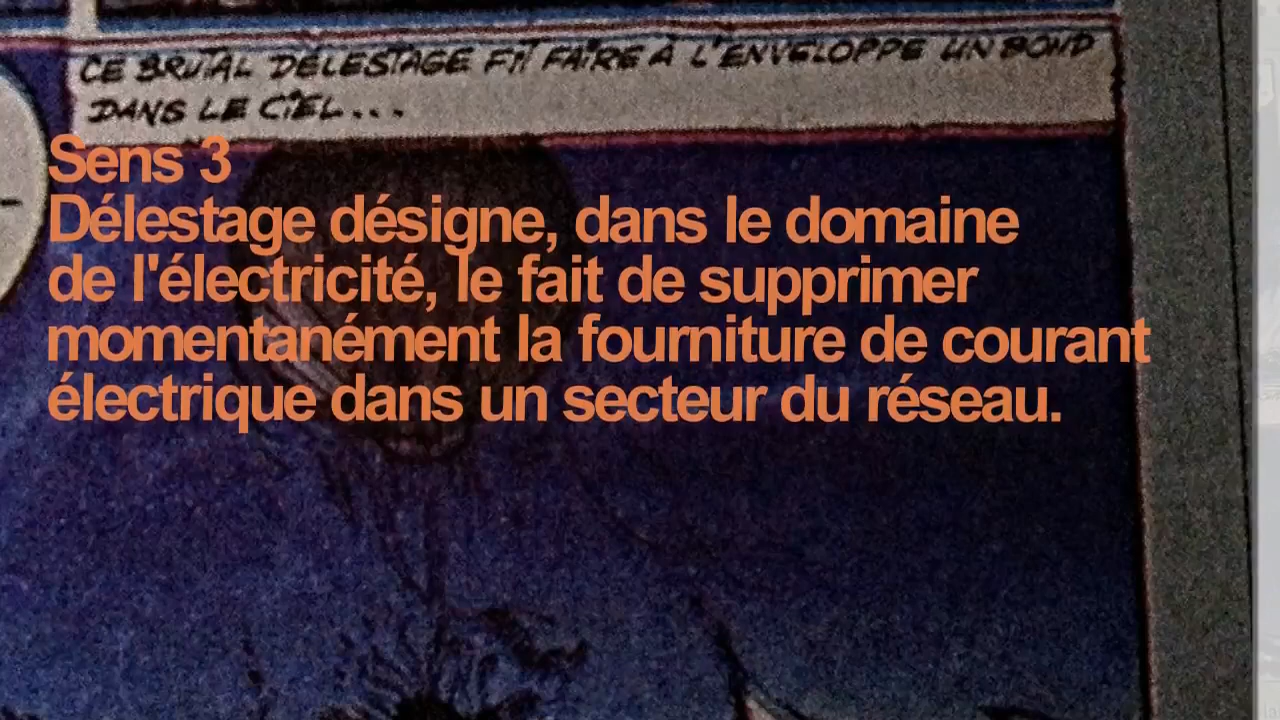 CE BRUTAL DÉLESTAGE FIT FAIRE À L'ENVELOPPE UN BOND
DANS LE CIEL...
Sens 3
Délestage désigne, dans le domaine
de l'électricité, le fait de supprimer
momentanément la fourniture de courant
électrique dans un secteur du réseau.